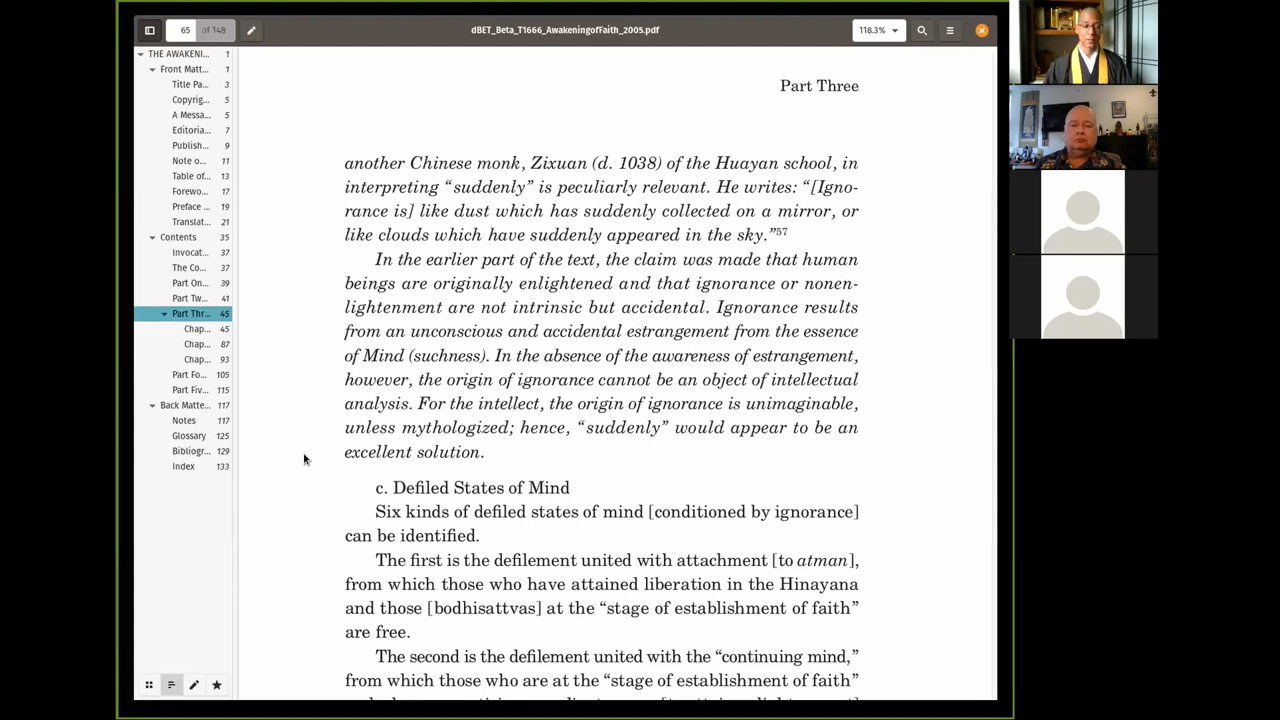 65 of 148
dBET_Beta_T1666_AwakeningofFaith_2005.pdf
118.3%
THE AWAKENI... 1
Front Matt... 1
Title Pa... 3
Copyrig... 5
A Messa... 5
Editoria... 7
Publish... 9
Note o... 11
Table of... 13
Forewo... 17
Preface ... 19
Translat... 21
Contents 35
Invocat... 37
The Co... 37
Part On... 39
Part Tw... 41
Part Thr... 45
Chap... 45
Chap... 87
Chap... 93
Part Fo... 105
Part Fiv... 115
Back Matte... 117
Notes 117
Glossary 125
Bibliogr... 129
Index 133
Part Three
another Chinese monk, Zixuan (d. 1038) of the Huayan school, in
interpreting “suddenly” is peculiarly relevant. He writes: “[Igno-
rance is] like dust which has suddenly collected on a mirror, or
like clouds which have suddenly appeared in the sky.”57
In the earlier part of the text, the claim was made that human
beings are originally enlightened and that ignorance or nonen-
lightenment are not intrinsic but accidental. Ignorance results
from an unconscious and accidental estrangement from the essence
of Mind (suchness). In the absence of the awareness of estrangement,
however, the origin of ignorance cannot be an object of intellectual
analysis. For the intellect, the origin of ignorance is unimaginable,
unless mythologized; hence, “suddenly” would appear to be an
excellent solution.
c. Defiled States of Mind
Six kinds of defiled states of mind [conditioned by ignorance]
can be identified.
The first is the defilement united with attachment [to atman],
from which those who have attained liberation in the Hinayana
and those [bodhisattvas] at the “stage of establishment of faith”
are free.
The second is the defilement united with the “continuing mind,”
from which those who are at the “stage of establishment of faith”